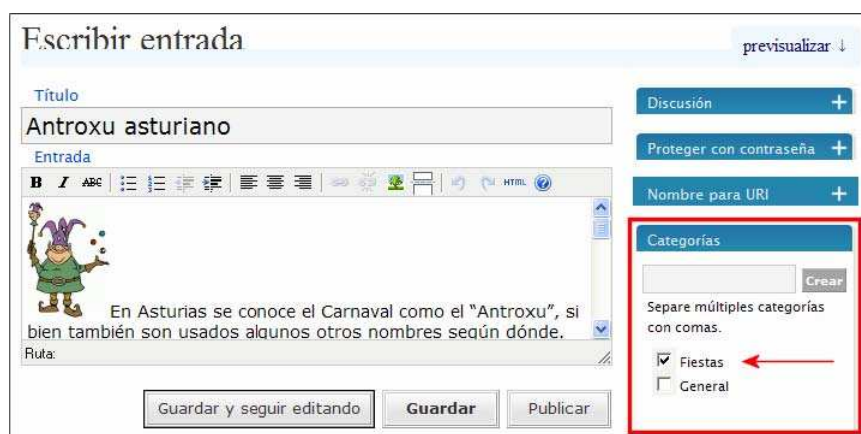 Escribir entrada
previsualizar ↓
Título
Antroxu asturiano
Entrada
B I ABC HTML
En Asturias se conoce el Carnaval como el “Antroxu”, si
bien también son usados algunos otros nombres según dónde.
Ruta:
Guardar y seguir editando Guardar Publicar
Discusión +
Proteger con contraseña +
Nombre para URI +
Categorías
Crear
Separe múltiples categorías
con comas.
Fiestas
General